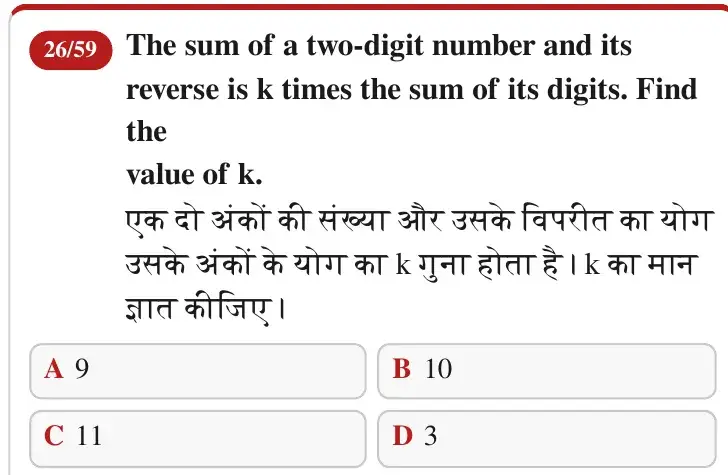 26/59 The sum of a two-digit number and its
reverse is k times the sum of its digits. Find
the
value of k.
एक दो अंकों की संख्या और उसके विपरीत का योग
उसके अंकों के योग का k गुना होता है। k का मान
ज्ञात कीजिए।
A 9
B 10
C 11
D 3